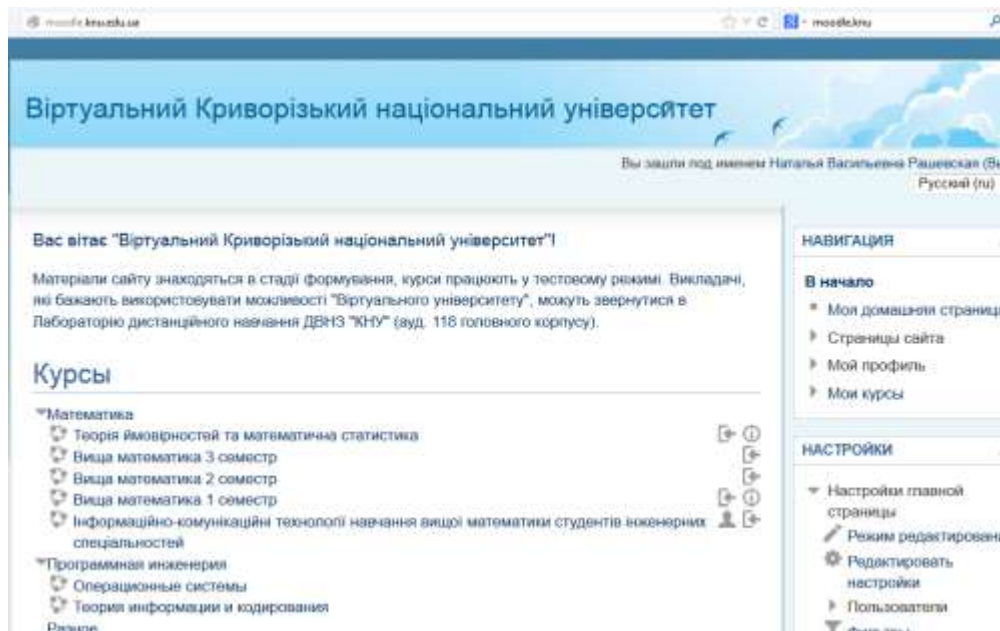 moodle.knu.edu.ua
moodle.knu
Віртуальний Криворізький національний університет
Вы зашли под именем Наталья Васильевна Рашевская
Русский (ru)
Вас вітає "Віртуальний Криворізький національний університет"!
Матеріали сайту знаходяться в стадії формування, курси працюють у тестовому режимі. Викладачі,
які бажають використовувати можливості "Віртуального університету", можуть звернутися в
Лабораторію дистанційного навчання ДВНЗ "КНУ" (ауд. 118 головного корпусу).
Курсы
Математика
Теорія ймовірностей та математична статистика
Вища математика 3 семестр
Вища математика 2 семестр
Вища математика 1 семестр
Інформаційно-комунікаційні технології навчання вищої математики студентів інженерних
спеціальностей
Программная инженерия
Операционные системы
Теория информации и кодирования
Разное
НАВИГАЦИЯ
В начало
Моя домашняя страниц
Страницы сайта
Мой профиль
Мои курсы
НАСТРОЙКИ
Настройки главной
страницы
Режим редактирован
Редактировать
настройки
Пользователи